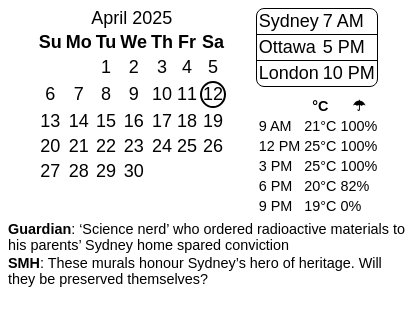 April 2025
Su Mo Tu We Th Fr Sa
1 2 3 4 5
6 7 8 9 10 11 12
13 14 15 16 17 18 19
20 21 22 23 24 25 26
27 28 29 30
Sydney 7 AM
Ottawa 5 PM
London 10 PM
°C ☂
9 AM 21°C 100%
12 PM 25°C 100%
3 PM 25°C 100%
6 PM 20°C 82%
9 PM 19°C 0%
Guardian: ‘Science nerd’ who ordered radioactive materials to
his parents’ Sydney home spared conviction
SMH: These murals honour Sydney’s hero of heritage. Will
they be preserved themselves?